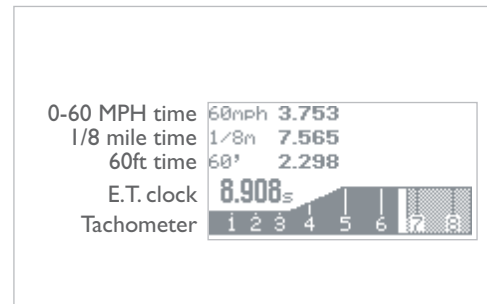 0-60 MPH time 60mph 3.753
1/8 mile time 1/8m 7.565
60ft time 60' 2.298
E.T. clock 8.908s
Tachometer 1 2 3 4 5 6 7 8